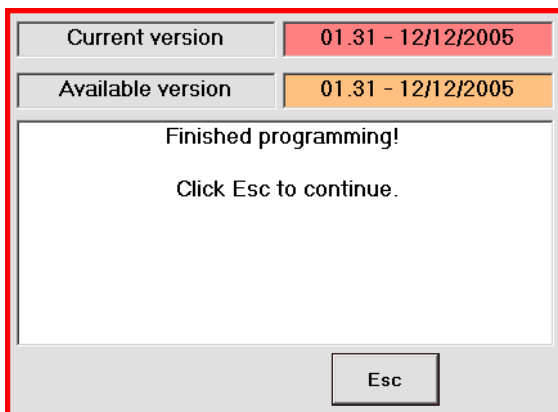 Current version 01.31 - 12/12/2005
Available version 01.31 - 12/12/2005
Finished programming!
Click Esc to continue.
Esc